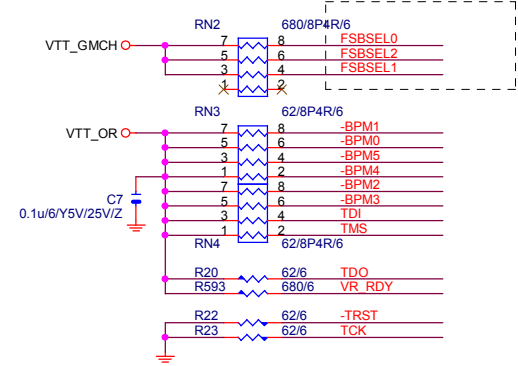 RN2 680/8P4R/6
VTT_GMCH 7 8 FSBSEL0
5 6 FSBSEL2
3 4 FSBSEL1
1 2
RN3 62/8P4R/6
VTT_OR 7 8 -BPM1
5 6 -BPM0
3 4 -BPM5
1 2 -BPM4
C7 7 8 -BPM2
0.1u/6/Y5V/25V/Z 5 6 -BPM3
3 4 TDI
1 2 TMS
RN4 62/8P4R/6
R20 62/6 TDO
R593 680/6 VR_RDY
R22 62/6 -TRST
R23 62/6 TCK